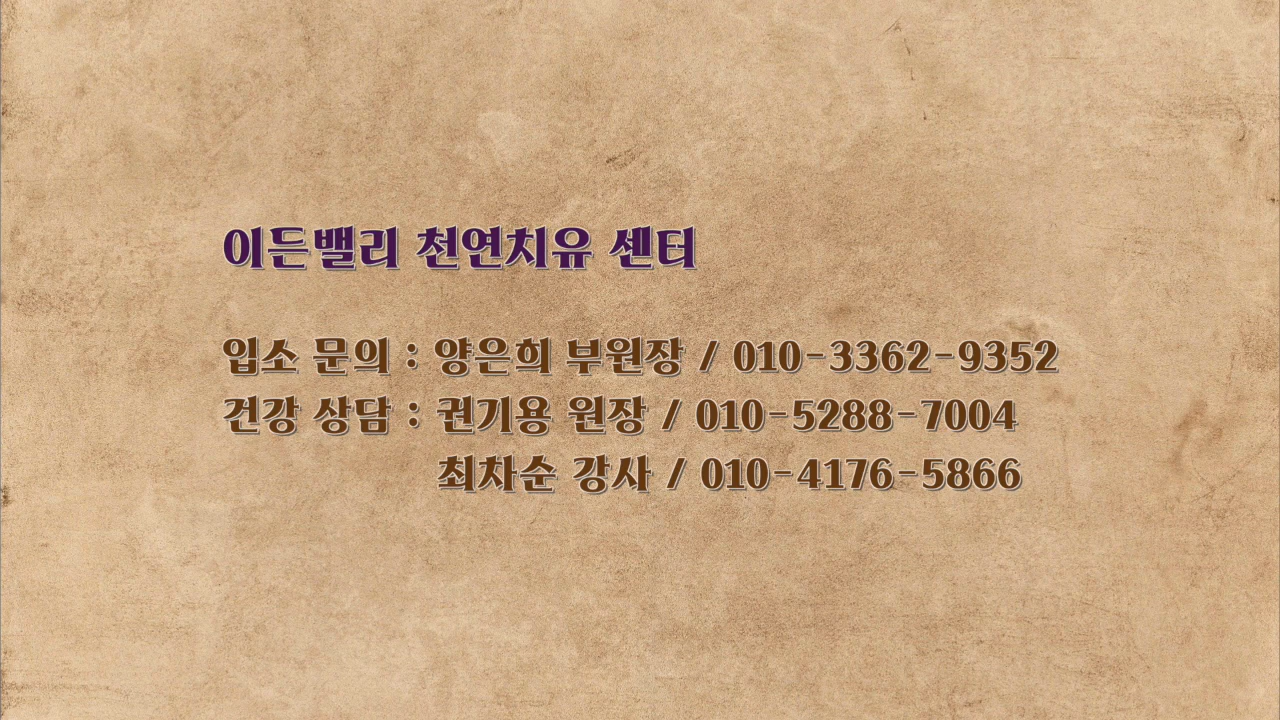 이든밸리 천연치유 센터
입소 문의 : 양은희 부원장 / 010-3362-9352
건강 상담 : 권기용 원장 / 010-5288-7004
최차순 강사 / 010-4176-5866